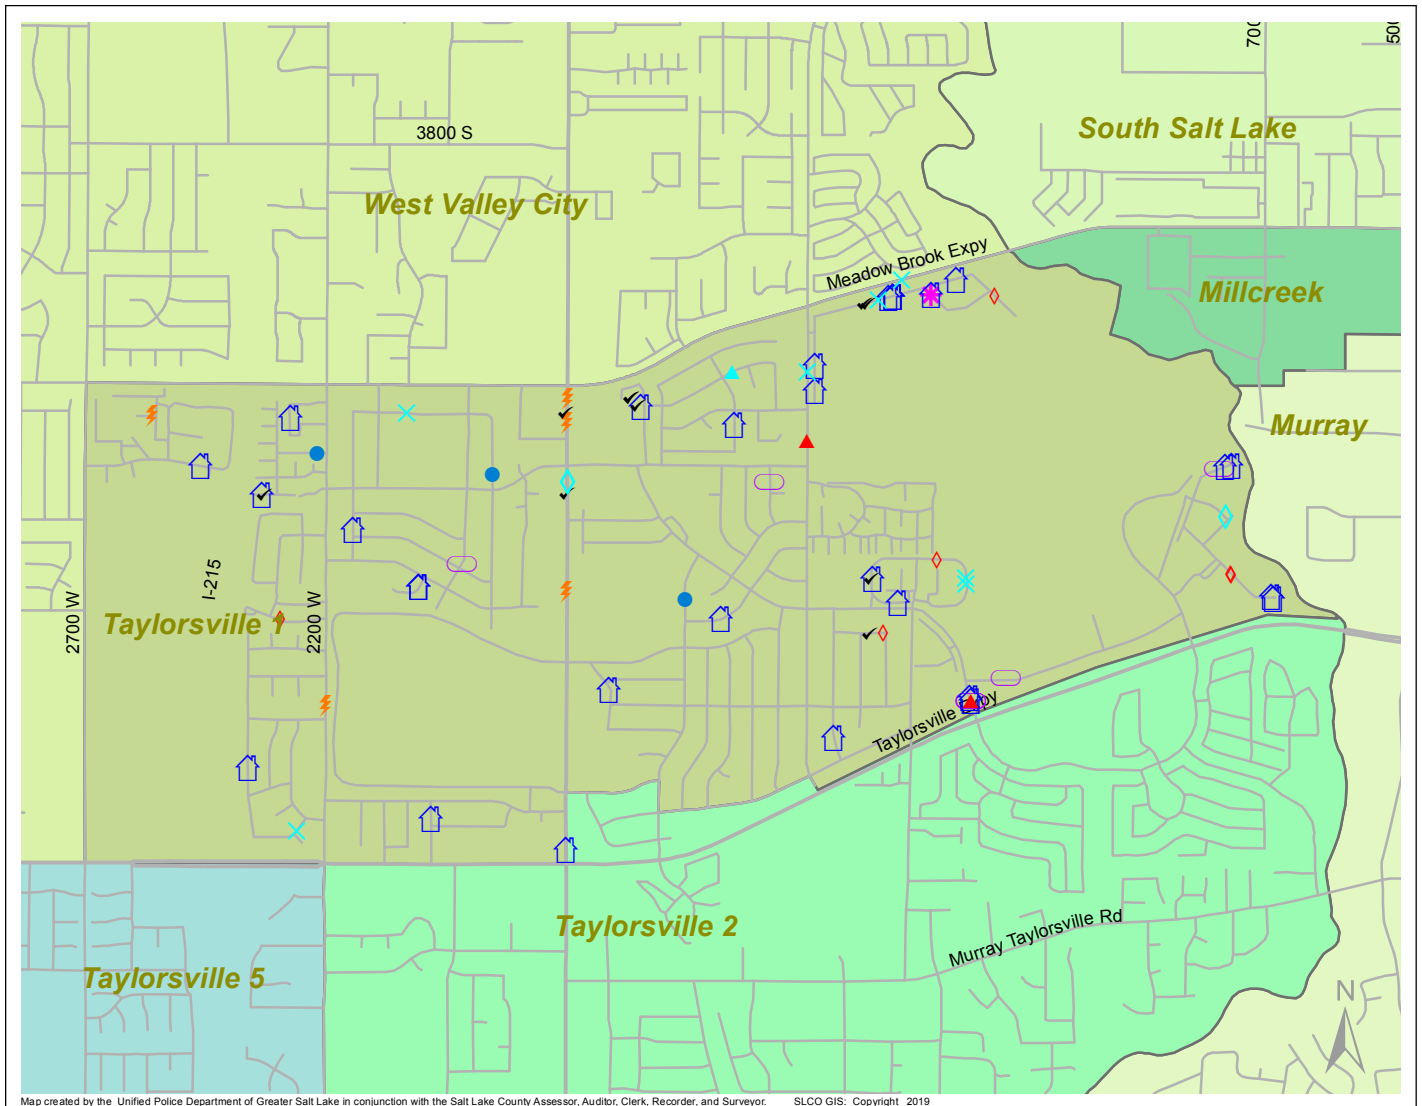 700
500
3800 S
South Salt Lake
West Valley City
Meadow Brook Expy
Millcreek
Murray
I-215
2700 W
2200 W
Taylorsville 1
Taylorsville Expy
Taylorsville 2
Murray Taylorsville Rd
Taylorsville 5
N
Map created by the Unified Police Department of Greater Salt Lake in conjunction with the Salt Lake County Assessor, Auditor, Clerk, Recorder, and Surveyor. SLCO GIS: Copyright 2019